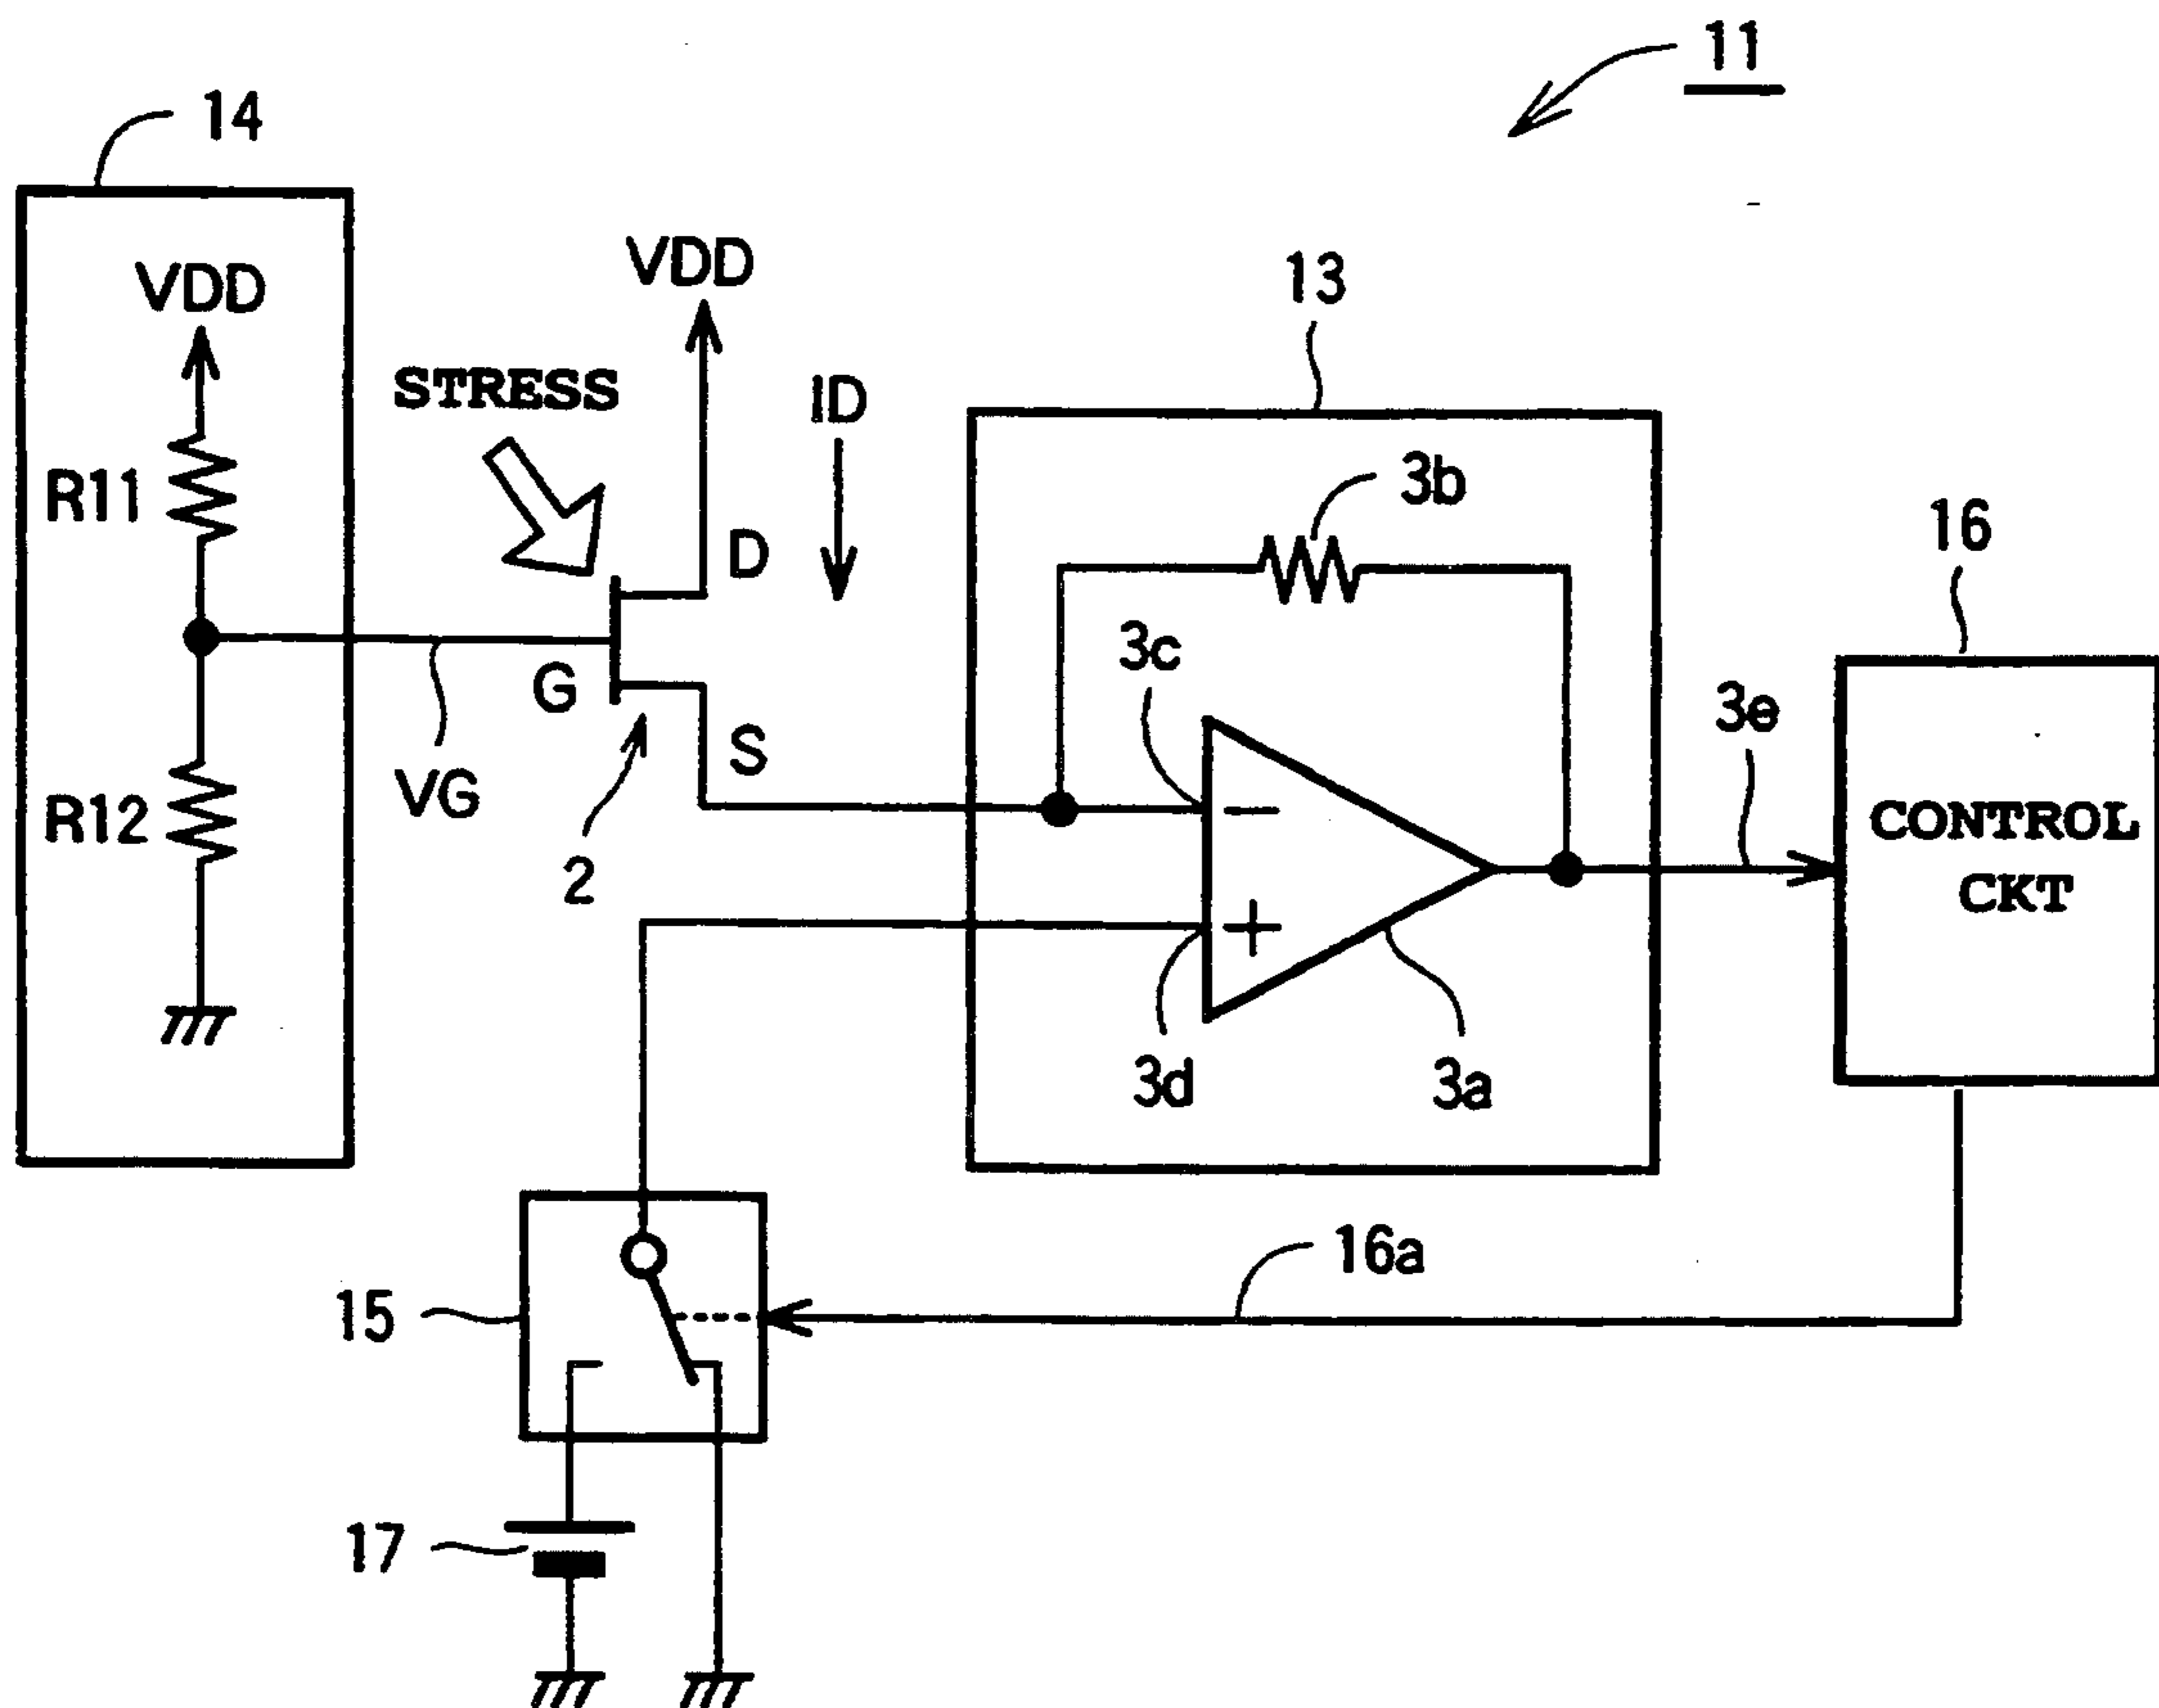 11
14
VDD
VDD
13
STRESS
ID
3b
R11
16
D
3c
G
3e
S
VG
R12
CONTROL
CKT
2
3d
3a
16a
15
17
−
+